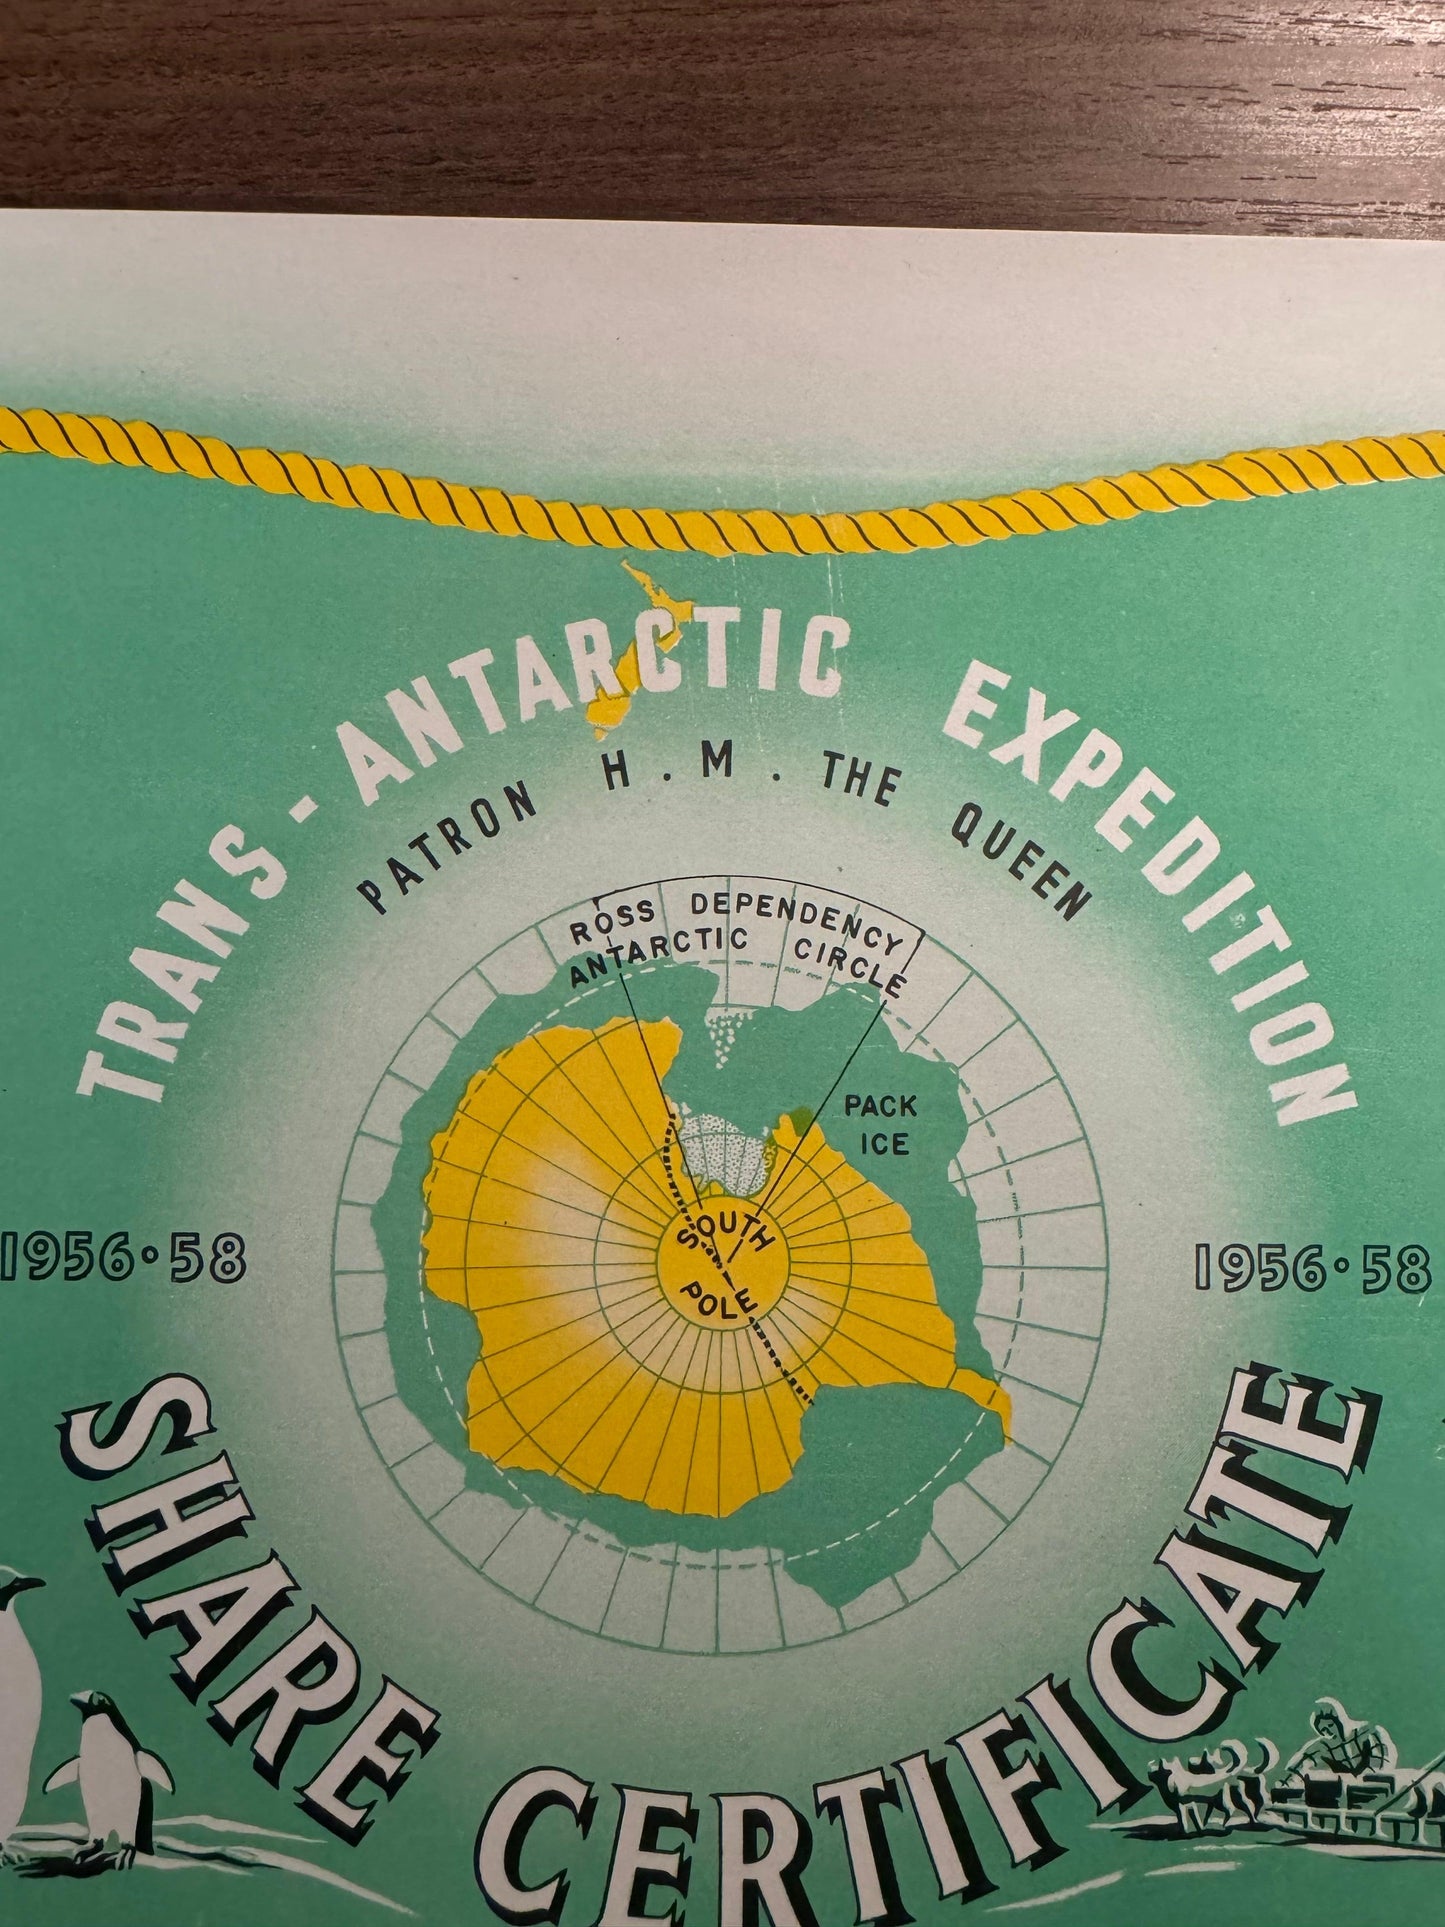 TRANS - ANTARCTIC EXPEDITION
PATRON H . M . THE QUEEN
ROSS DEPENDENCY
ANTARCTIC CIRCLE
PACK
ICE
SOUTH
POLE
1956·58
1956·58
SHARE CERTIFICATE